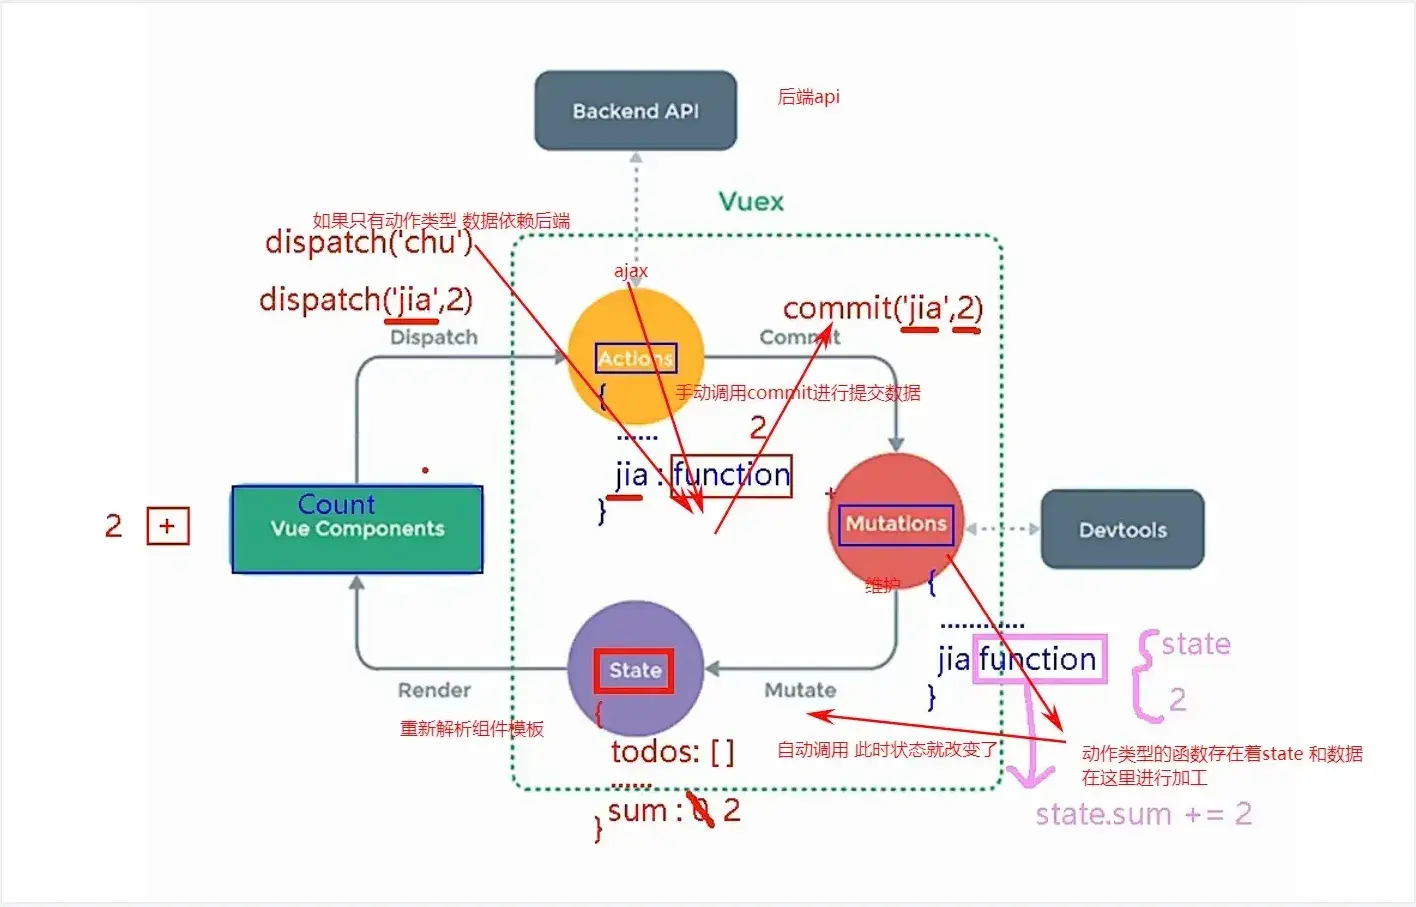 Backend API
后端api
Vuex
如果只有动作类型 数据依赖后端
dispatch('chu')
ajax
dispatch('jia',2)
commit('jia',2)
Dispatch
Commit
Actions
手动调用commit进行提交数据
{
......
2
jia : function
}
Count
Vue Components
2 +
+
Mutations
Devtools
维护
{
............
jia function
}
state
2
State
Render
Mutate
重新解析组件模板
{
todos: [ ]
......
sum : 0 2
}
自动调用 此时状态就改变了
动作类型的函数存在着state 和数据
在这里进行加工
state.sum += 2